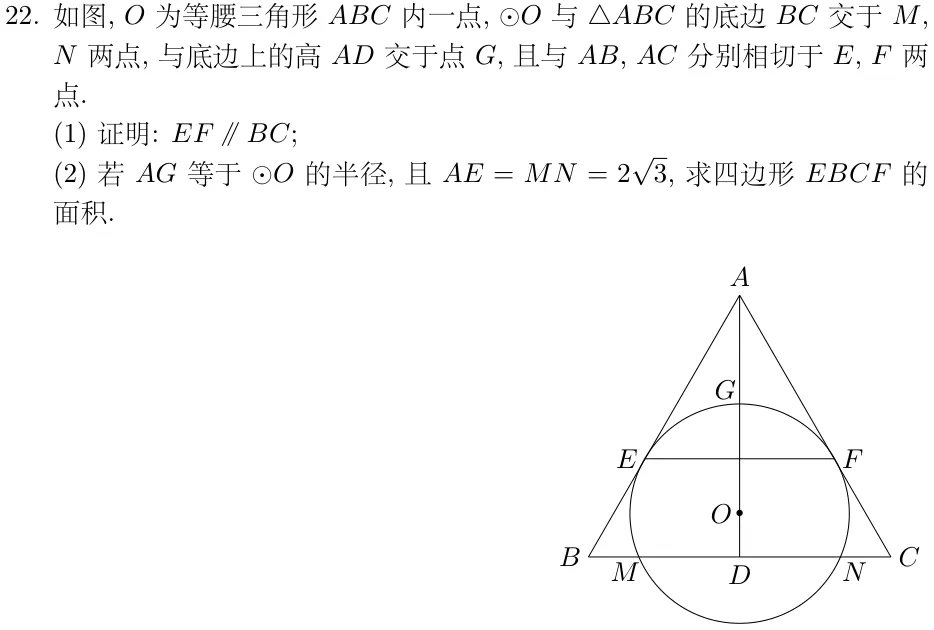 22. 如图, O 为等腰三角形 ABC 内一点, ⊙O 与 △ABC 的底边 BC 交于 M,
N 两点, 与底边上的高 AD 交于点 G, 且与 AB, AC 分别相切于 E, F 两
点.
(1) 证明: EF ∥ BC;
(2) 若 AG 等于 ⊙O 的半径, 且 AE = MN = 2√3, 求四边形 EBCF 的
面积.
A
G
E F
O
B C
M D N